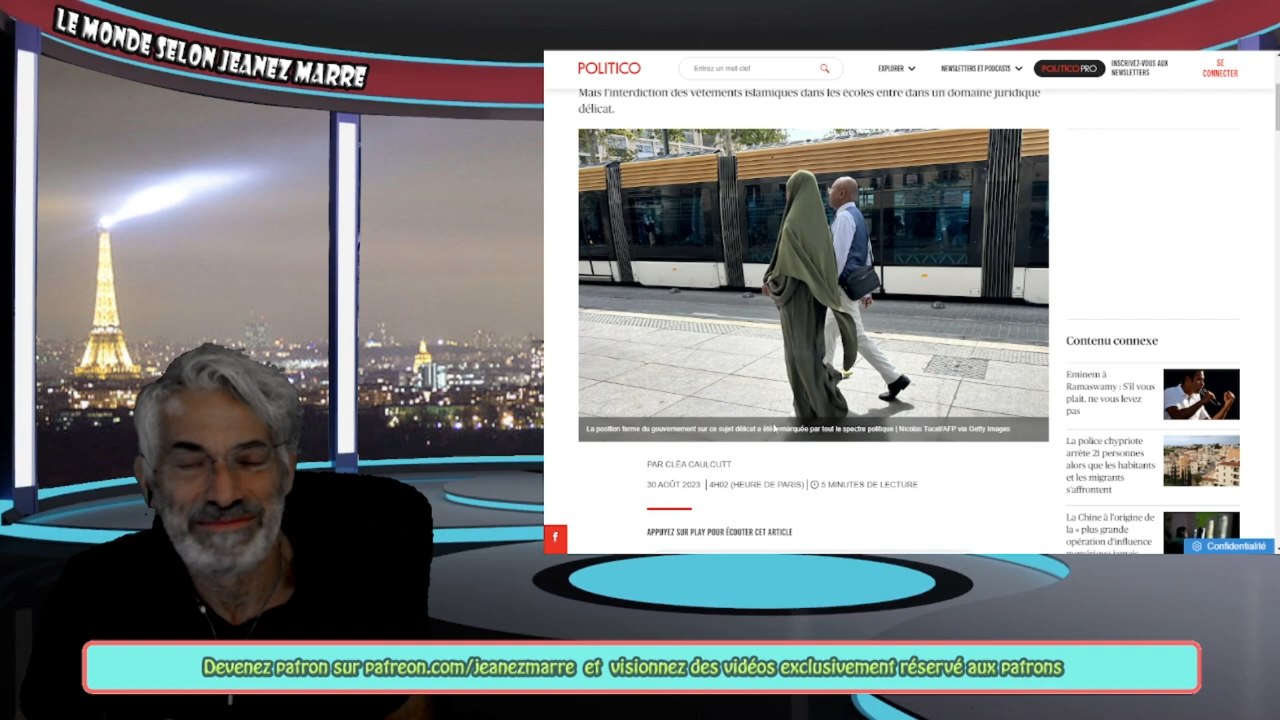 LE MONDE SELON JEANEZ MARRE
POLITICO
Entrez un mot-clef
EXPLORER
NEWSLETTERS ET PODCASTS
POLITICO PRO
INSCRIVEZ-VOUS AUX
NEWSLETTERS
SE
CONNECTER
Mais l'interdiction des vêtements islamiques dans les écoles entre dans un domaine juridique
délicat.
La position ferme du gouvernement sur ce sujet délicat a été remarquée par tout le spectre politique | Nicolas Tucat/AFP via Getty Images
PAR CLÉA CAULCUTT
30 AOÛT 2023 | 4H02 (HEURE DE PARIS) | 5 MINUTES DE LECTURE
APPUYEZ SUR PLAY POUR ÉCOUTER CET ARTICLE
Contenu connexe
Eminem à
Ramaswamy : S'il vous
plaît, ne vous levez
pas
La police chypriote
arrête 21 personnes
alors que les habitants
et les migrants
s'affrontent
La Chine à l'origine de
la « plus grande
opération d'influence
numérique jamais
f
Confidentialité
Devenez patron sur patreon.com/jeanezmarre et visionnez des vidéos exclusivement réservé aux patrons